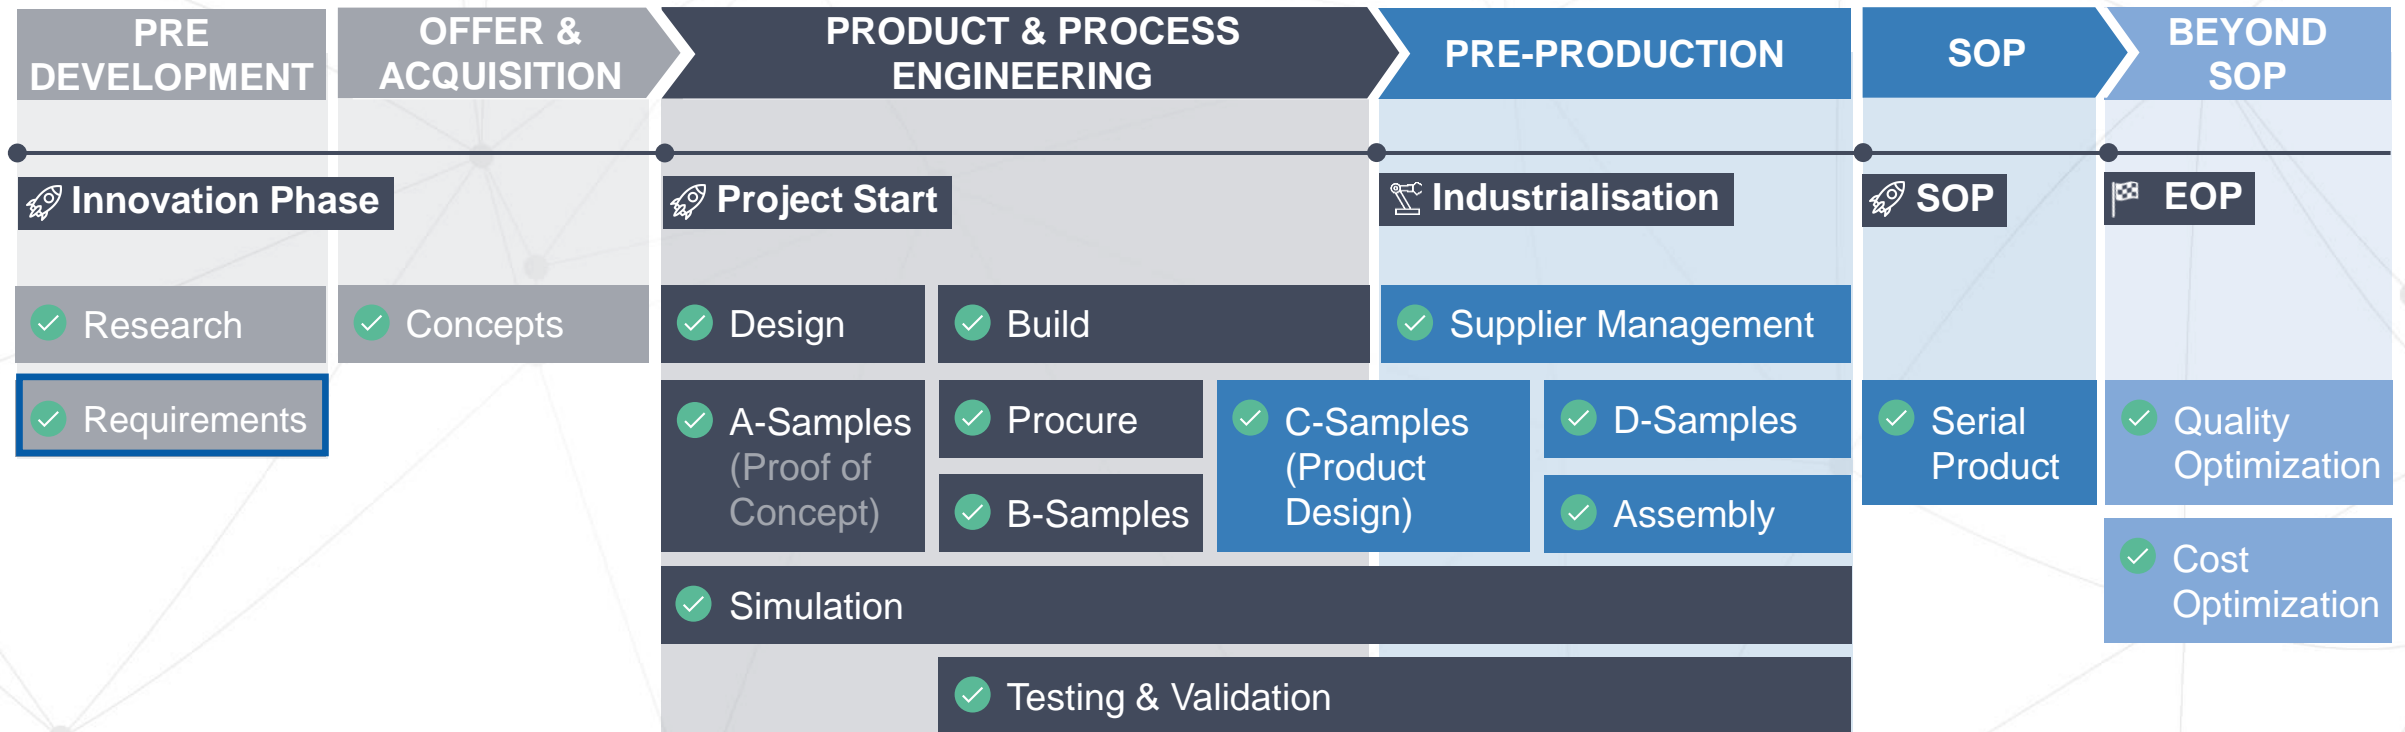 PRE
DEVELOPMENT
OFFER &
ACQUISITION
PRODUCT & PROCESS
ENGINEERING
PRE-PRODUCTION
SOP
BEYOND
SOP
Innovation Phase
Project Start
Industrialisation
SOP
EOP
Research
Concepts
Design
Build
Supplier Management
Requirements
A-Samples
(Proof of
Concept)
Procure
B-Samples
C-Samples
(Product
Design)
D-Samples
Assembly
Serial
Product
Quality
Optimization
Cost
Optimization
Simulation
Testing & Validation